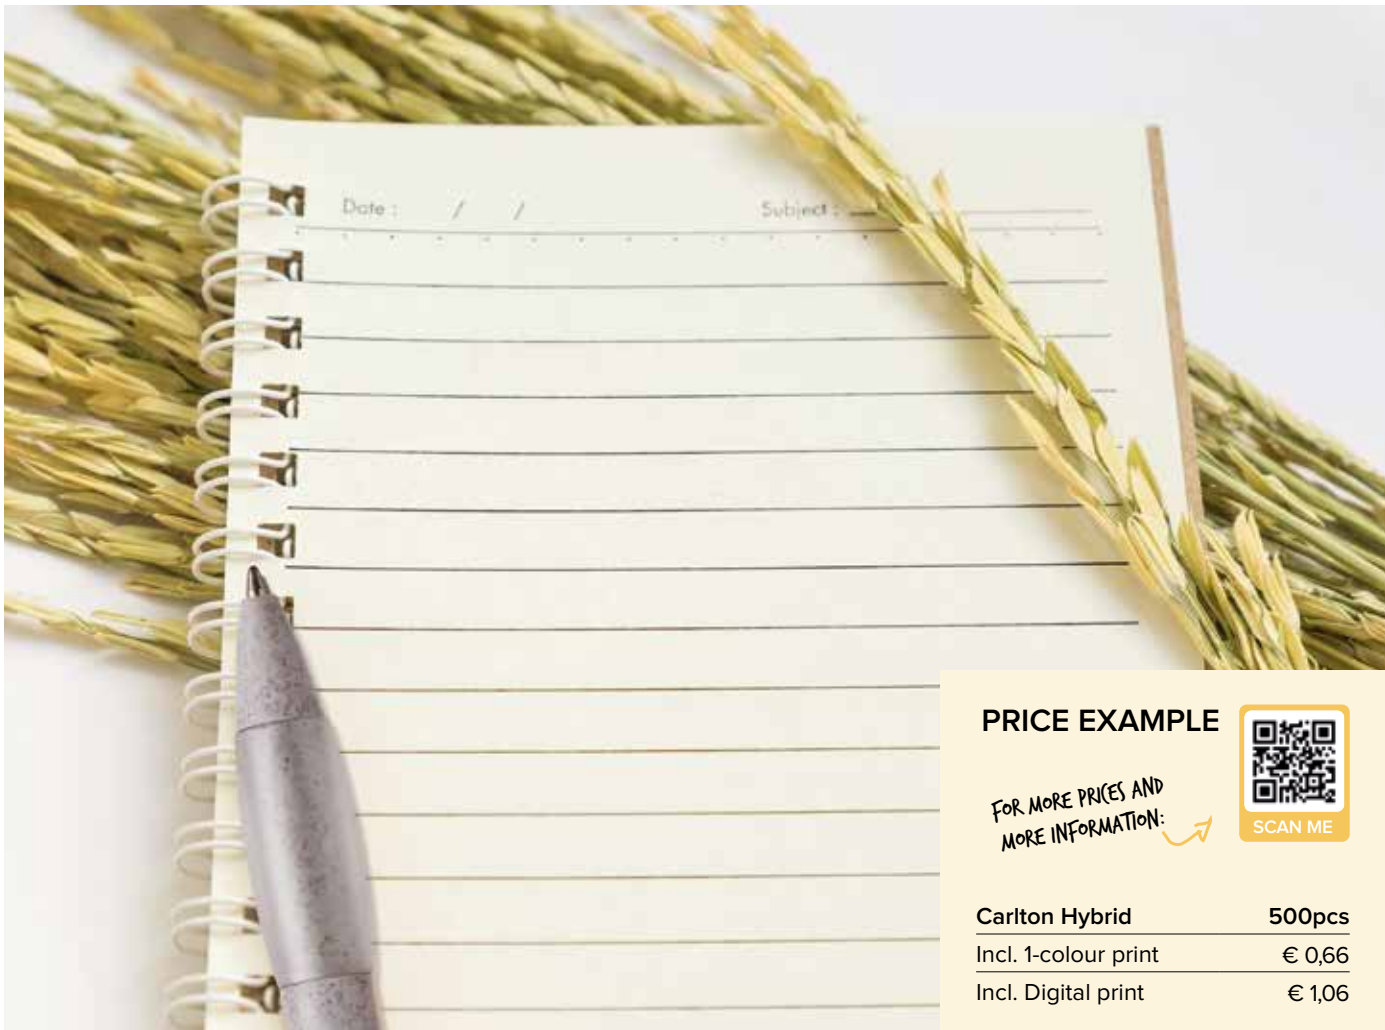 Date :   /   /   Subject :
PRICE EXAMPLE
FOR MORE PRICES AND
MORE INFORMATION:
SCAN ME
Carlton Hybrid 500pcs
Incl. 1-colour print € 0,66
Incl. Digital print € 1,06